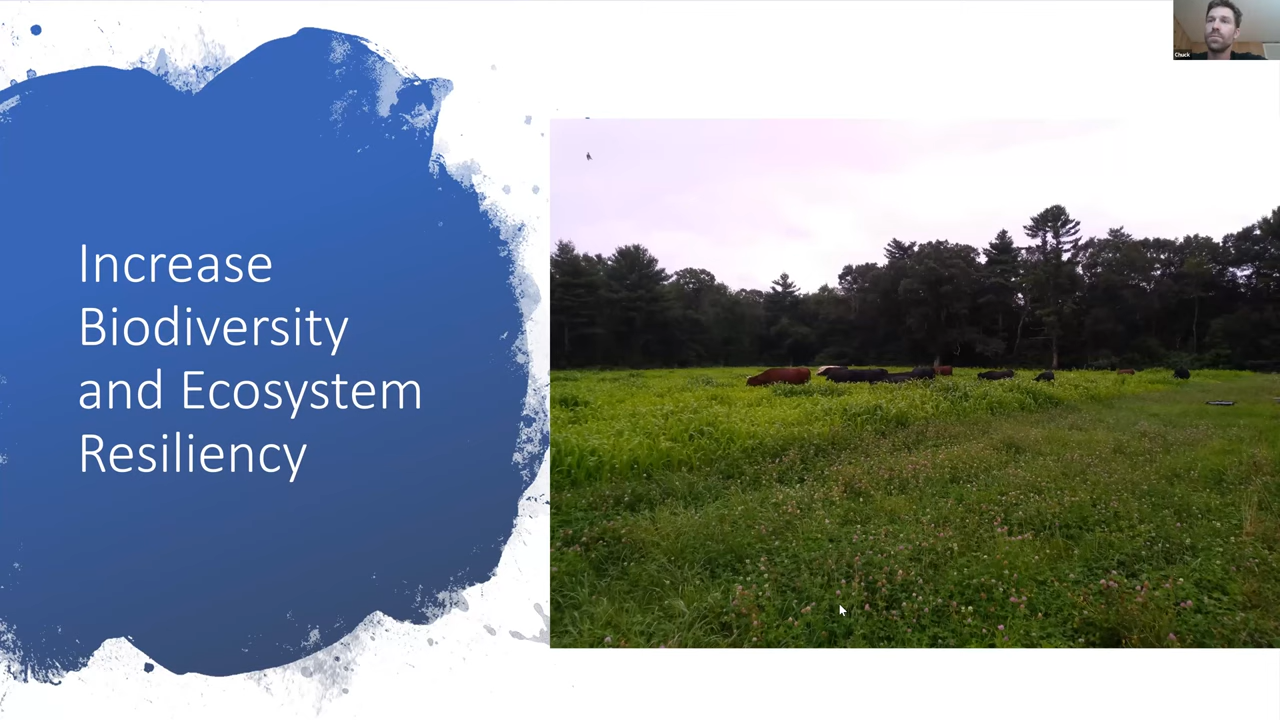 Chuck
Increase
Biodiversity
and Ecosystem
Resiliency